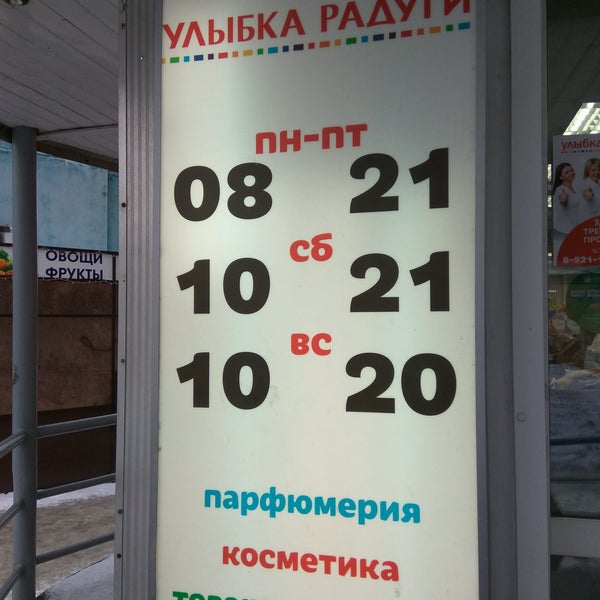 УЛЫБКА РАДУГИ
пн-пт
08 21
сб
10 21
вс
10 20
парфюмерия
косметика
ОВОЩИ
ФРУКТЫ